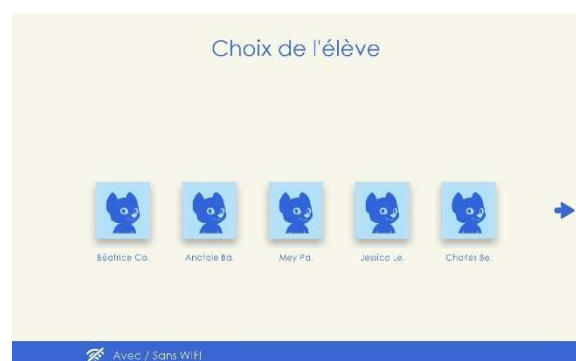 Choix de l'élève
Béatrice Co.
Anatole Ba.
Mey Pa.
Jessica Le.
Charles Be.
Avec / Sans WIFI